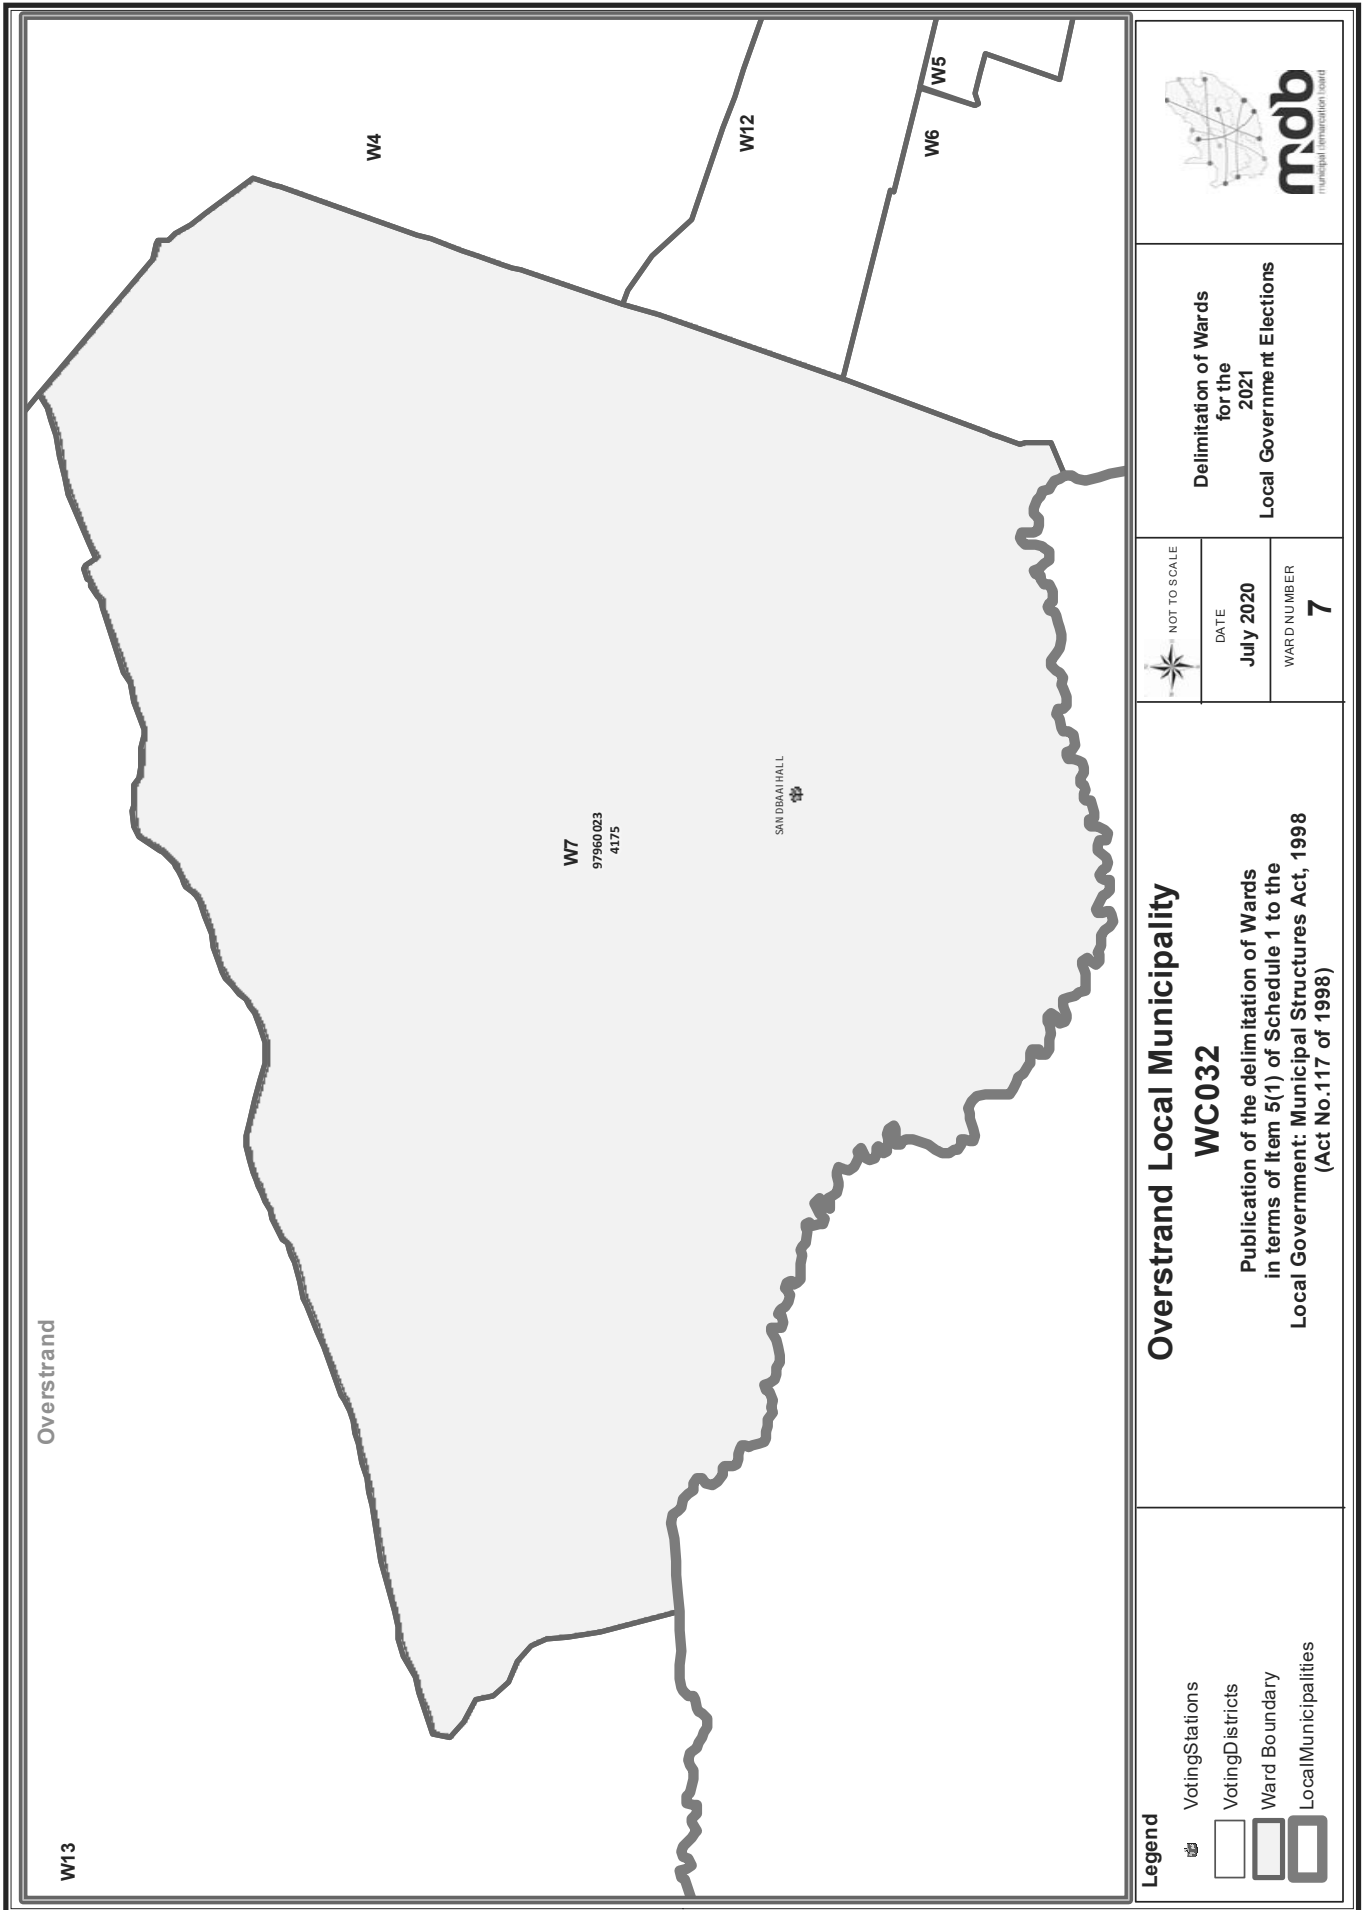 Overstrand
W13
W4
W12
W5
W6
W7
97960023
4175
SANDBAAI HALL
Legend
VotingStations
VotingDistricts
Ward Boundary
LocalMunicipalities
Overstrand Local Municipality
WC032
Publication of the delimitation of Wards
in terms of Item 5(1) of Schedule 1 to the
Local Government: Municipal Structures Act, 1998
(Act No.117 of 1998)
NOT TO SCALE
DATE
July 2020
WARD NUMBER
7
Delimitation of Wards
for the
2021
Local Government Elections
mdb
municipal demarcation board